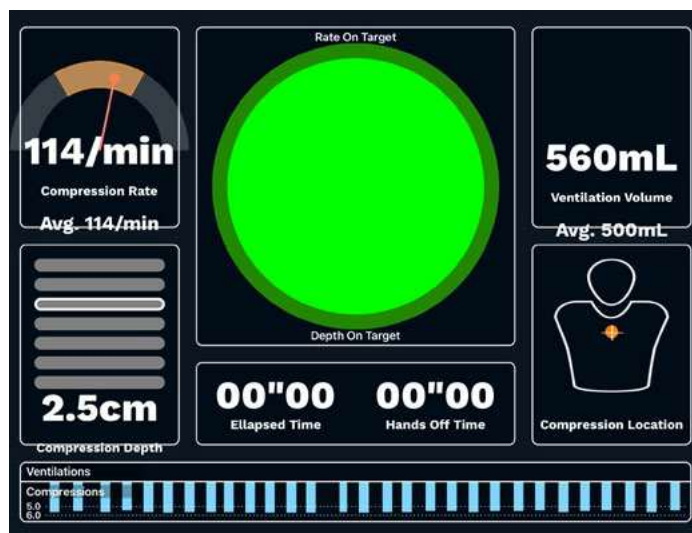 114/min
Compression Rate
Avg. 114/min
Rate On Target
Depth On Target
560mL
Ventilation Volume
Avg. 500mL
2.5cm
Compression Depth
00"00
Ellapsed Time
00"00
Hands Off Time
Compression Location
Ventilations
Compressions
5.0
6.0